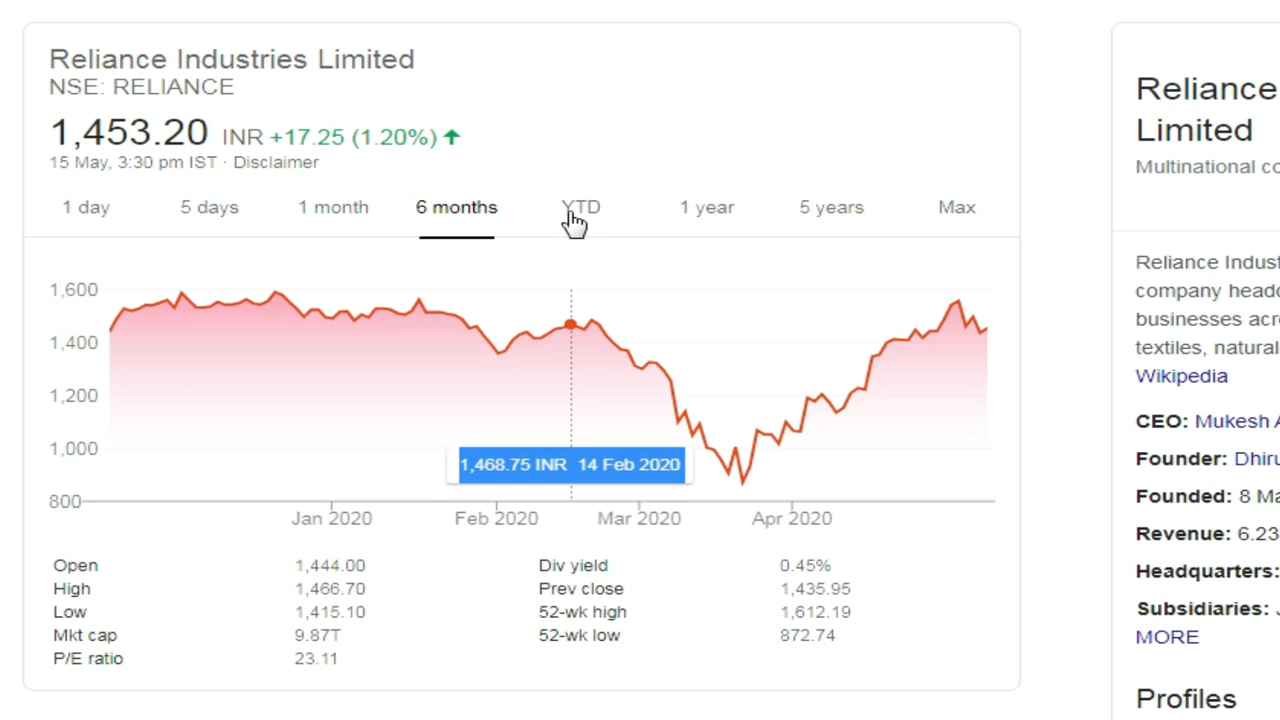 Reliance Industries Limited
NSE: RELIANCE
1,453.20 INR +17.25 (1.20%)
15 May, 3:30 pm IST · Disclaimer
1 day 5 days 1 month 6 months YTD 1 year 5 years Max
1,600
1,400
1,200
1,000
800
1,468.75 INR 14 Feb 2020
Jan 2020 Feb 2020 Mar 2020 Apr 2020
Open 1,444.00 Div yield 0.45%
High 1,466.70 Prev close 1,435.95
Low 1,415.10 52-wk high 1,612.19
Mkt cap 9.87T 52-wk low 872.74
P/E ratio 23.11
Reliance
Limited
Multinational
Reliance
company
businesses
textiles, natural
Wikipedia
CEO: Mukesh
Founder:
Founded: 8
Revenue: 6.23
Headquarters:
Subsidiaries:
MORE
Profiles